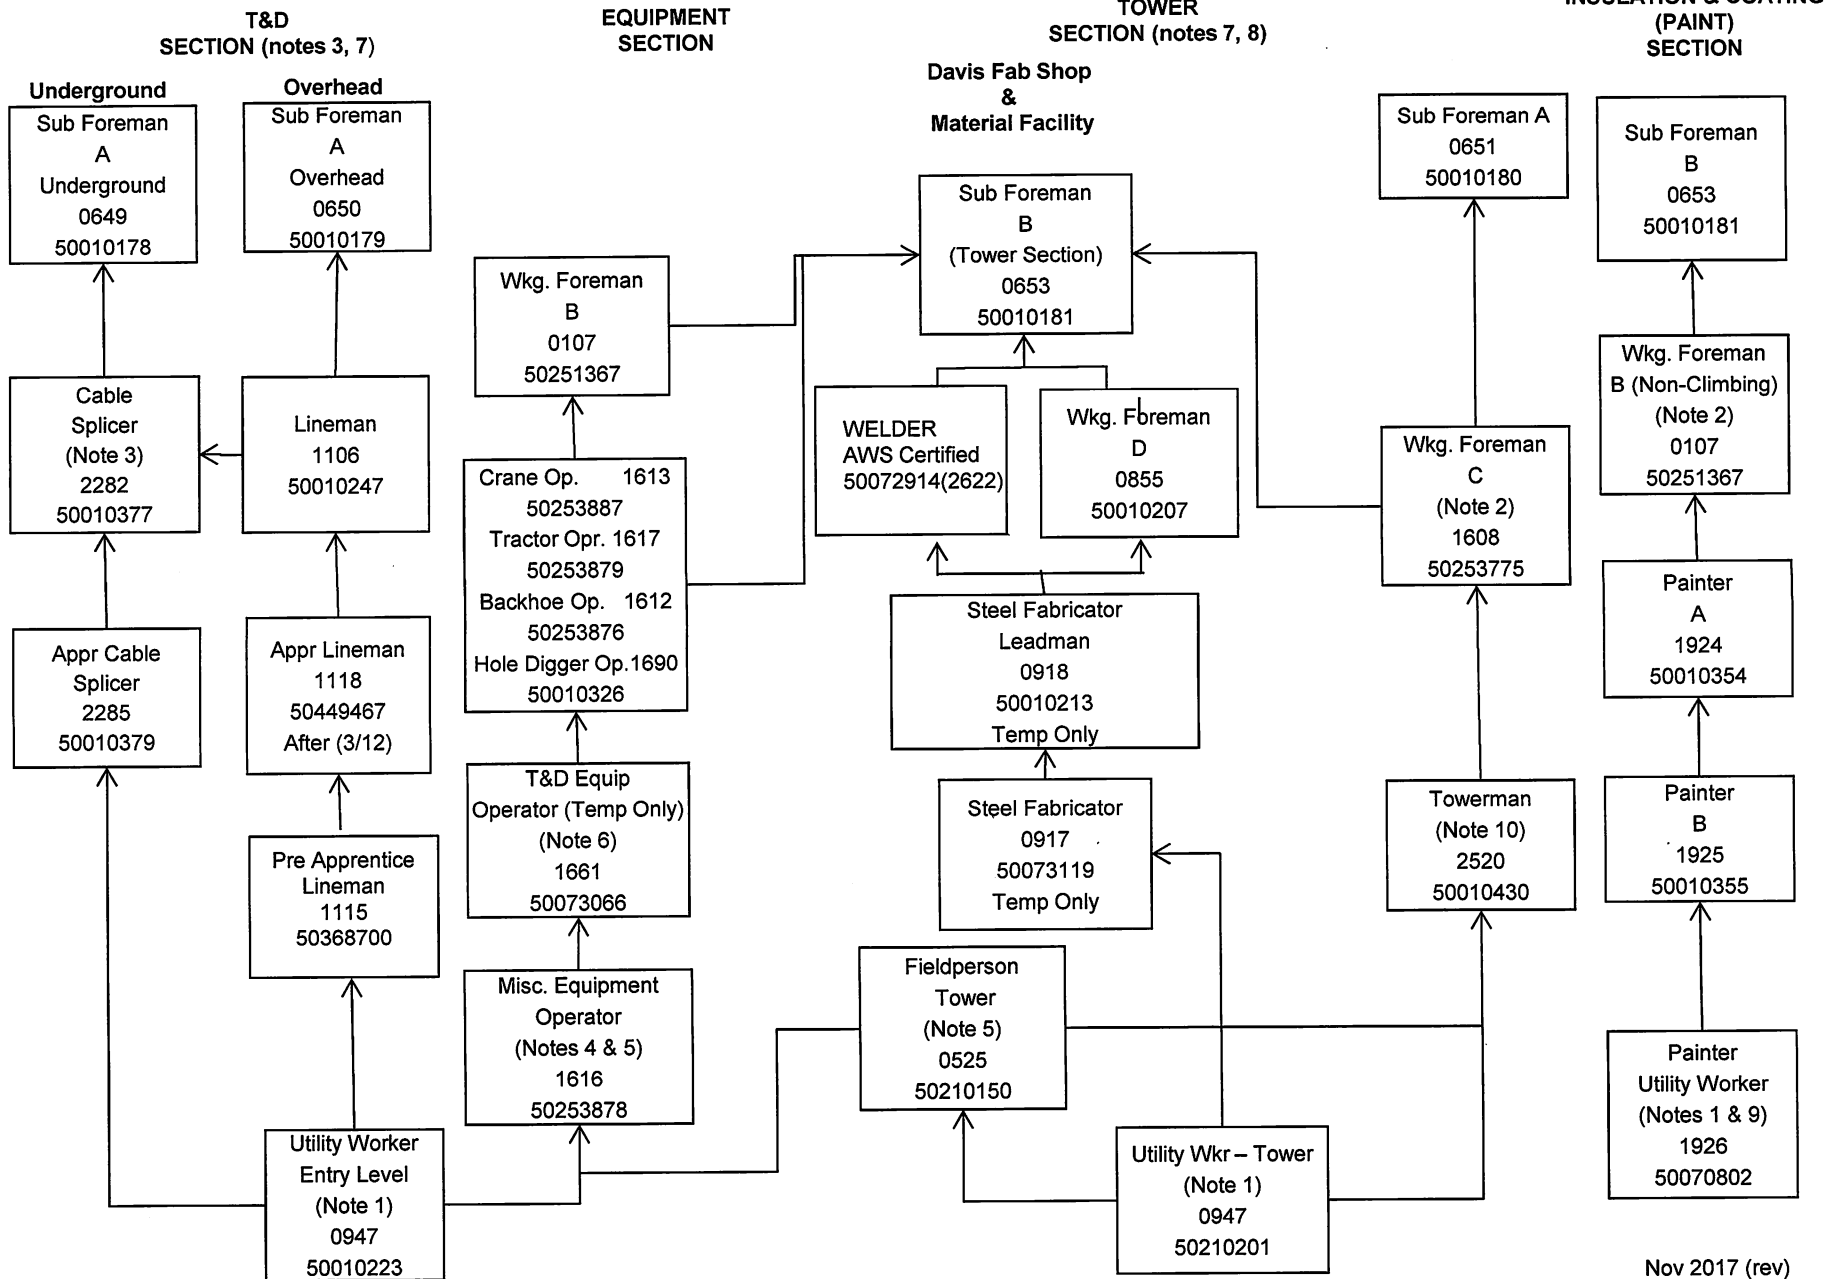 T&D
SECTION (notes 3, 7)
Underground
Sub Foreman
A
Underground
0649
50010178
Cable
Splicer
(Note 3)
2282
50010377
Appr Cable
Splicer
2285
50010379
Overhead
Sub Foreman
A
Overhead
0650
50010179
Lineman
1106
50010247
Appr Lineman
1118
50449467
After (3/12)
Pre Apprentice
Lineman
1115
50368700
Utility Worker
Entry Level
(Note 1)
0947
50010223
EQUIPMENT
SECTION
Wkg. Foreman
B
0107
50251367
Crane Op. 1613
50253887
Tractor Opr. 1617
50253879
Backhoe Op. 1612
50253876
Hole Digger Op.1690
50010326
T&D Equip
Operator (Temp Only)
(Note 6)
1661
50073066
Misc. Equipment
Operator
(Notes 4 & 5)
1616
50253878
TOWER
SECTION (notes 7, 8)
Davis Fab Shop
&
Material Facility
Sub Foreman
B
(Tower Section)
0653
50010181
WELDER
AWS Certified
50072914(2622)
Wkg. Foreman
D
0855
50010207
Steel Fabricator
Leadman
0918
50010213
Temp Only
Steel Fabricator
0917
50073119
Temp Only
Fieldperson
Tower
(Note 5)
0525
50210150
Utility Wkr – Tower
(Note 1)
0947
50210201
Sub Foreman A
0651
50010180
Wkg. Foreman
C
(Note 2)
1608
50253775
Towerman
(Note 10)
2520
50010430
INSULATION & COATING
(PAINT)
SECTION
Sub Foreman
B
0653
50010181
Wkg. Foreman
B (Non-Climbing)
(Note 2)
0107
50251367
Painter
A
1924
50010354
Painter
B
1925
50010355
Painter
Utility Worker
(Notes 1 & 9)
1926
50070802
Nov 2017 (rev)